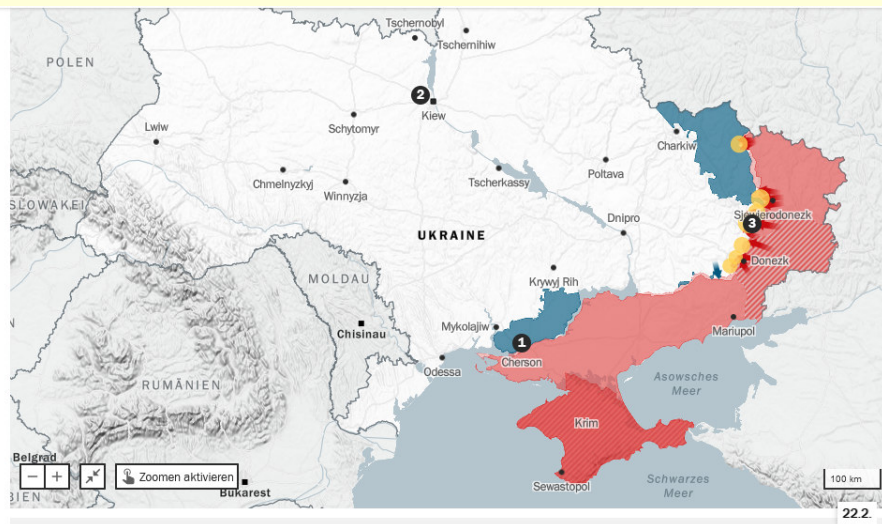 Tschernobyl
Tschernihiw
POLEN
2
Kiew
Lwiw
Schytomyr
Charkiw
Chmelnyzkyj
Winnyzja
Tscherkassy
Poltava
SLOWAKEI
Sjewjerodonezk
3
UKRAINE
Dnipro
Donezk
MOLDAU
Krywyj Rih
Chisinau
Mykolajiw
Mariupol
1
Cherson
Odessa
Asowsches
Meer
RUMÄNIEN
Krim
Belgrad
Zoomen aktivieren
100 km
BIEN
Bukarest
Sewastopol
Schwarzes
Meer
22.2.